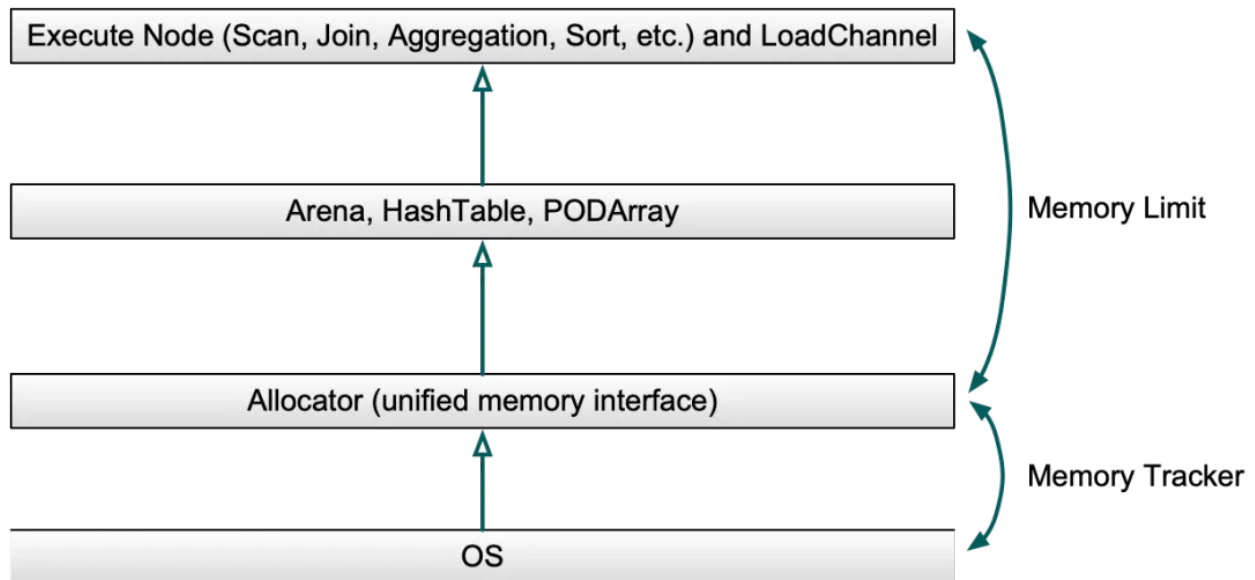 Execute Node (Scan, Join, Aggregation, Sort, etc.) and LoadChannel
Arena, HashTable, PODArray
Memory Limit
Allocator (unified memory interface)
Memory Tracker
OS